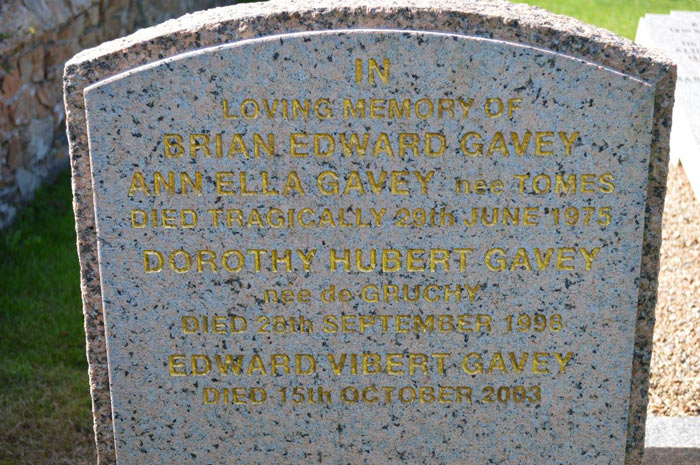 IN
LOVING MEMORY OF
BRIAN EDWARD GAVEY
ANN ELLA GAVEY nee TOMES
DIED TRAGICALLY 29th JUNE 1975
DOROTHY HUBERT GAVEY
nee de GRUCHY
DIED 28th SEPTEMBER 1996
EDWARD VIBERT GAVEY
DIED 15th OCTOBER 2003